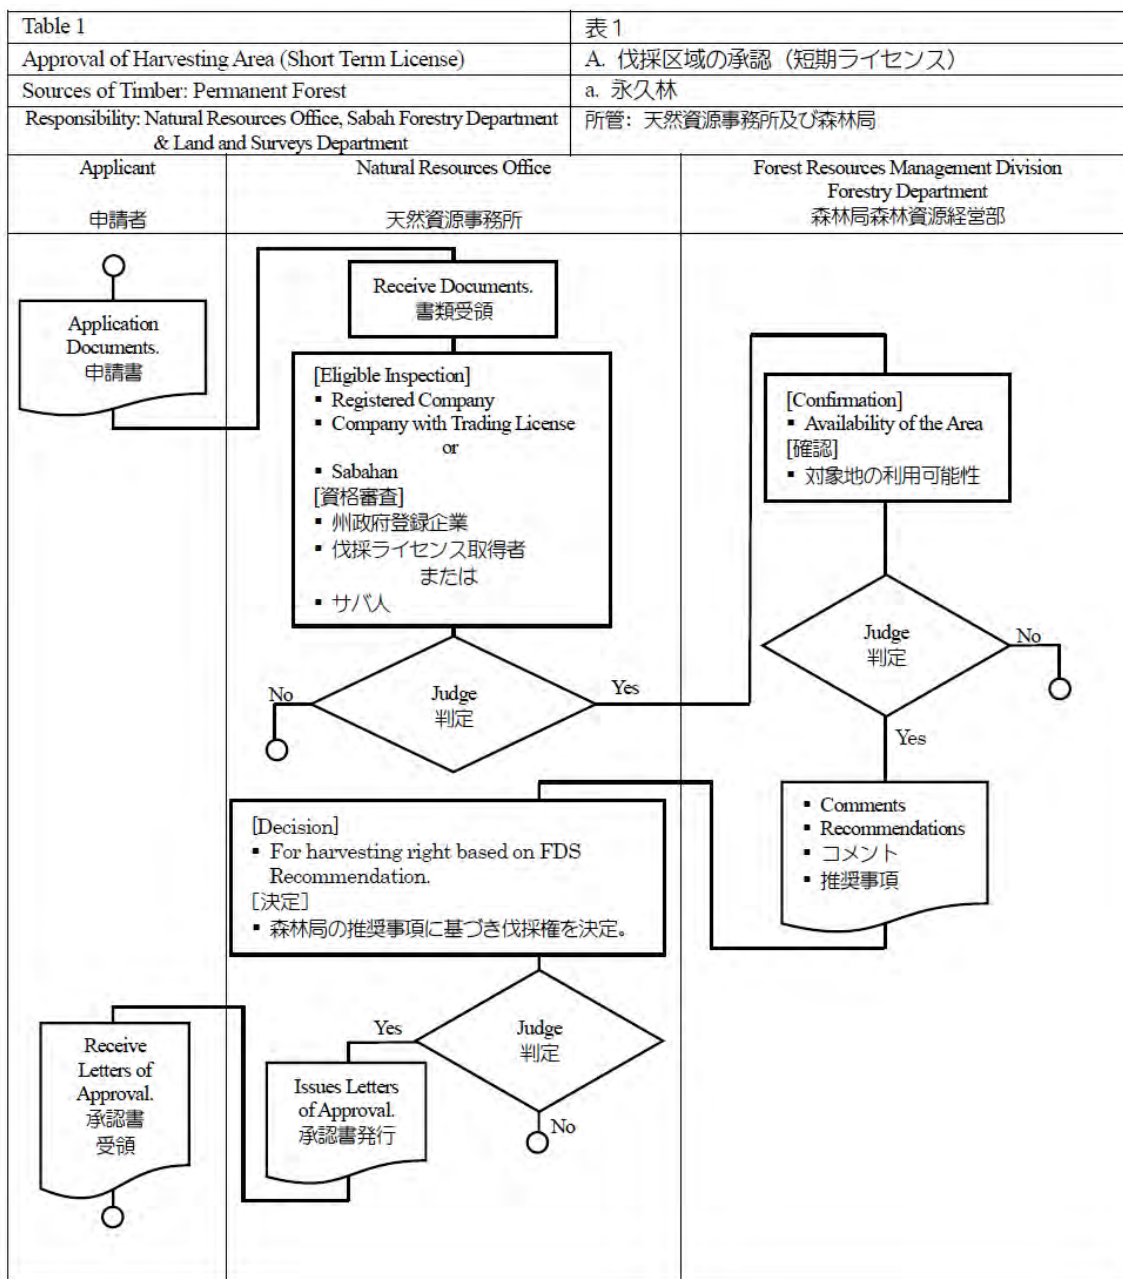 Table 1
表1
Approval of Harvesting Area (Short Term License)
A. 伐採区域の承認（短期ライセンス）
Sources of Timber: Permanent Forest
a. 永久林
Responsibility: Natural Resources Office, Sabah Forestry Department
& Land and Surveys Department
所管：天然資源事務所及び森林局
Applicant
申請者
Natural Resources Office
天然資源事務所
Forest Resources Management Division
Forestry Department
森林局森林資源経営部
Application
Documents.
申請書
Receive Documents.
書類受領
[Eligible Inspection]
▪ Registered Company
▪ Company with Trading License
or
▪ Sabahan
[資格審査]
▪ 州政府登録企業
▪ 伐採ライセンス取得者
または
▪ サバ人
Judge
判定
No
Yes
[Confirmation]
▪ Availability of the Area
[確認]
▪ 対象地の利用可能性
Judge
判定
No
Yes
▪ Comments
▪ Recommendations
▪ コメント
▪ 推奨事項
[Decision]
▪ For harvesting right based on FDS
Recommendation.
[決定]
▪ 森林局の推奨事項に基づき伐採権を決定。
Judge
判定
Yes
No
Issues Letters
of Approval.
承認書発行
Receive
Letters of
Approval.
承認書
受領